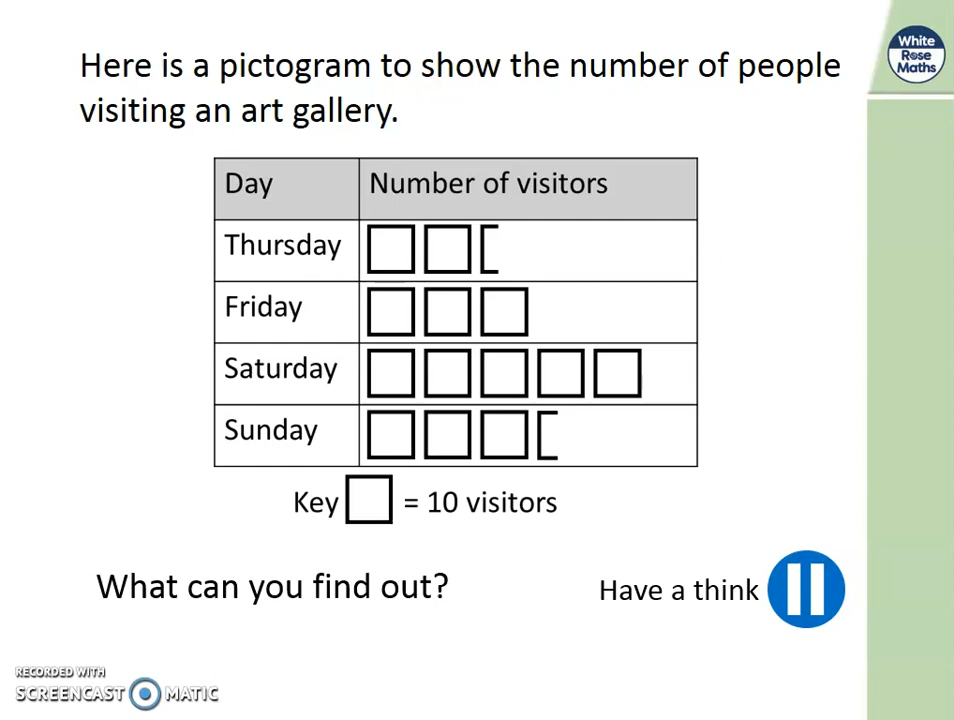 White
Rose
Maths
Here is a pictogram to show the number of people
visiting an art gallery.
Day Number of visitors
Thursday
Friday
Saturday
Sunday
Key = 10 visitors
What can you find out? Have a think
RECORDED WITH
SCREENCAST MATIC